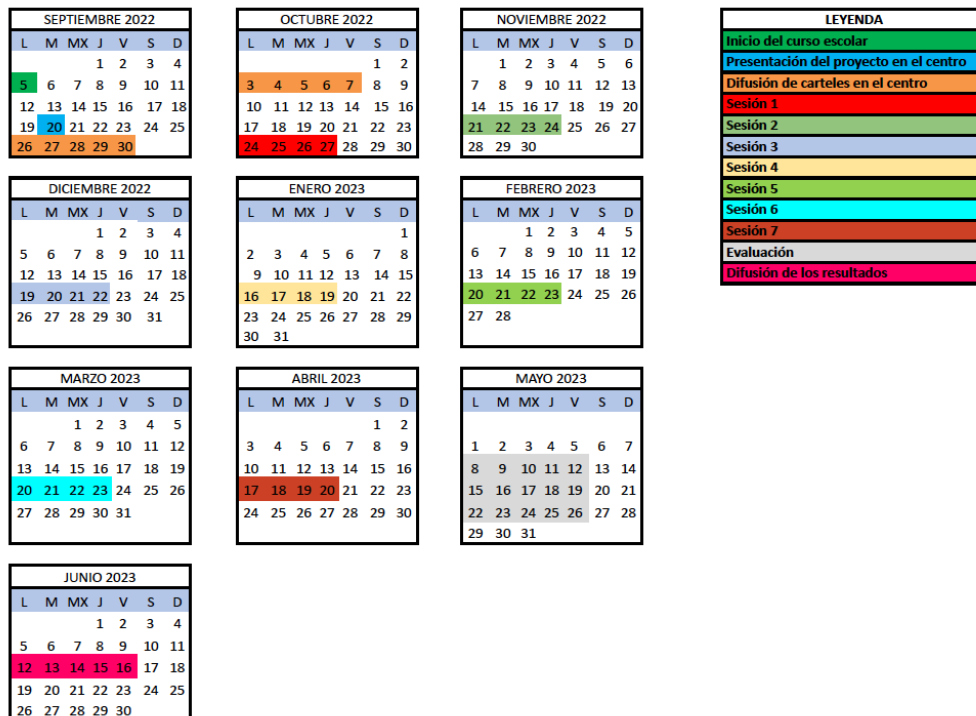 SEPTIEMBRE 2022
L M MX J V S D
1 2 3 4
5 6 7 8 9 10 11
12 13 14 15 16 17 18
19 20 21 22 23 24 25
26 27 28 29 30
OCTUBRE 2022
L M MX J V S D
1 2
3 4 5 6 7 8 9
10 11 12 13 14 15 16
17 18 19 20 21 22 23
24 25 26 27 28 29 30
NOVIEMBRE 2022
L M MX J V S D
1 2 3 4 5 6
7 8 9 10 11 12 13
14 15 16 17 18 19 20
21 22 23 24 25 26 27
28 29 30
LEYENDA
Inicio del curso escolar
Presentación del proyecto en el centro
Difusión de carteles en el centro
Sesión 1
Sesión 2
Sesión 3
Sesión 4
Sesión 5
Sesión 6
Sesión 7
Evaluación
Difusión de los resultados
DICIEMBRE 2022
L M MX J V S D
1 2 3 4
5 6 7 8 9 10 11
12 13 14 15 16 17 18
19 20 21 22 23 24 25
26 27 28 29 30 31
ENERO 2023
L M MX J V S D
1
2 3 4 5 6 7 8
9 10 11 12 13 14 15
16 17 18 19 20 21 22
23 24 25 26 27 28 29
30 31
FEBRERO 2023
L M MX J V S D
1 2 3 4 5
6 7 8 9 10 11 12
13 14 15 16 17 18 19
20 21 22 23 24 25 26
27 28
MARZO 2023
L M MX J V S D
1 2 3 4 5
6 7 8 9 10 11 12
13 14 15 16 17 18 19
20 21 22 23 24 25 26
27 28 29 30 31
ABRIL 2023
L M MX J V S D
1 2
3 4 5 6 7 8 9
10 11 12 13 14 15 16
17 18 19 20 21 22 23
24 25 26 27 28 29 30
MAYO 2023
L M MX J V S D
1 2 3 4 5 6 7
8 9 10 11 12 13 14
15 16 17 18 19 20 21
22 23 24 25 26 27 28
29 30 31
JUNIO 2023
L M MX J V S D
1 2 3 4
5 6 7 8 9 10 11
12 13 14 15 16 17 18
19 20 21 22 23 24 25
26 27 28 29 30